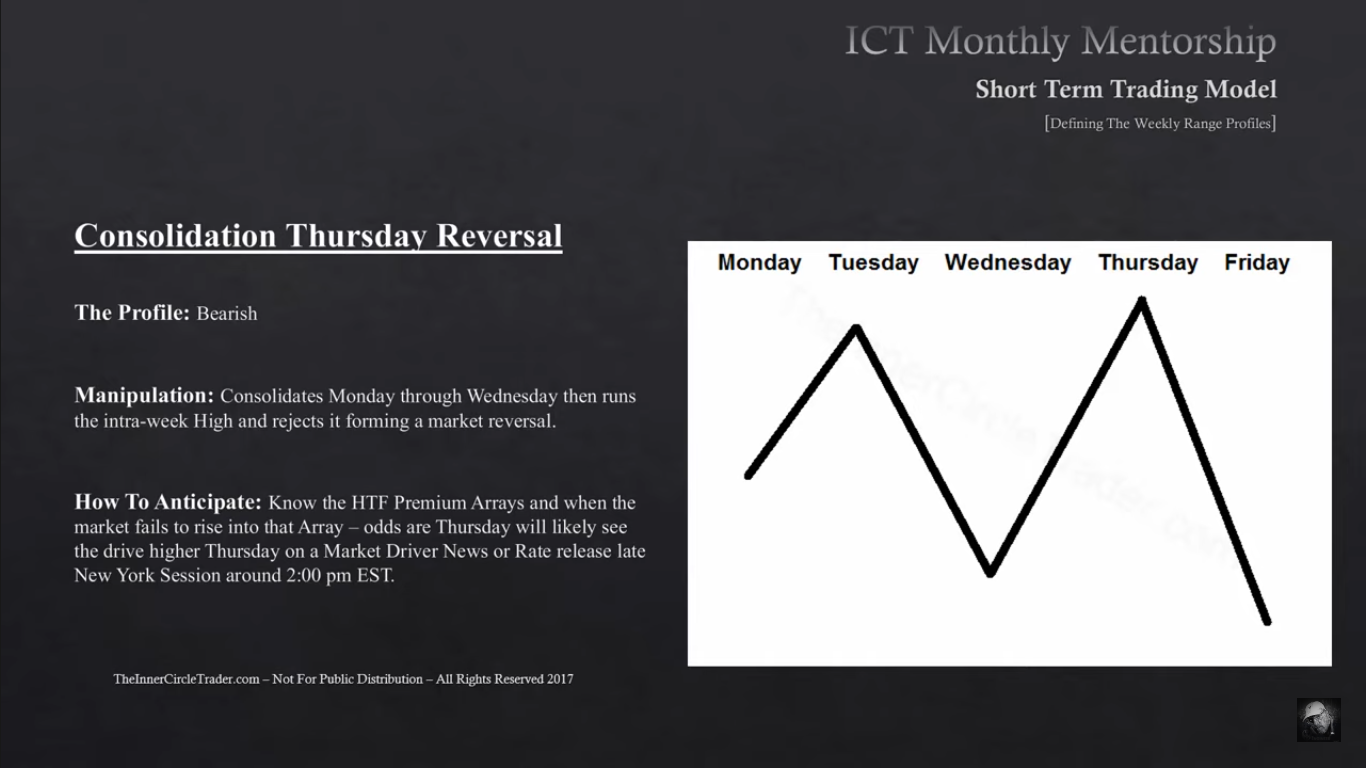 ICT Monthly Mentorship
Short Term Trading Model
[Defining The Weekly Range Profiles]
Consolidation Thursday Reversal
The Profile: Bearish
Manipulation: Consolidates Monday through Wednesday then runs
the intra-week High and rejects it forming a market reversal.
How To Anticipate: Know the HTF Premium Arrays and when the
market fails to rise into that Array – odds are Thursday will likely see
the drive higher Thursday on a Market Driver News or Rate release late
New York Session around 2:00 pm EST.
TheInnerCircleTrader.com – Not For Public Distribution – All Rights Reserved 2017
Monday Tuesday Wednesday Thursday Friday
TheInnerCircleTrader.com